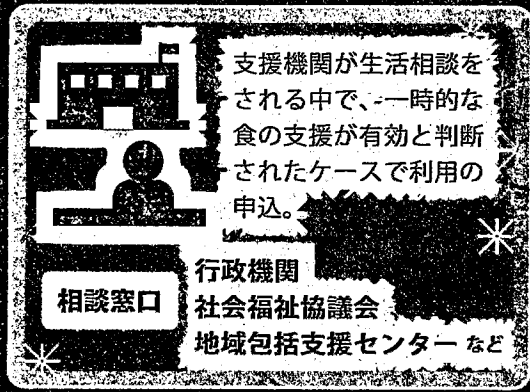 支援機関が生活相談を
される中で、一時的な
食の支援が有効と判断
されたケースで利用の
申込。
相談窓口
行政機関
社会福祉協議会
地域包括支援センター など